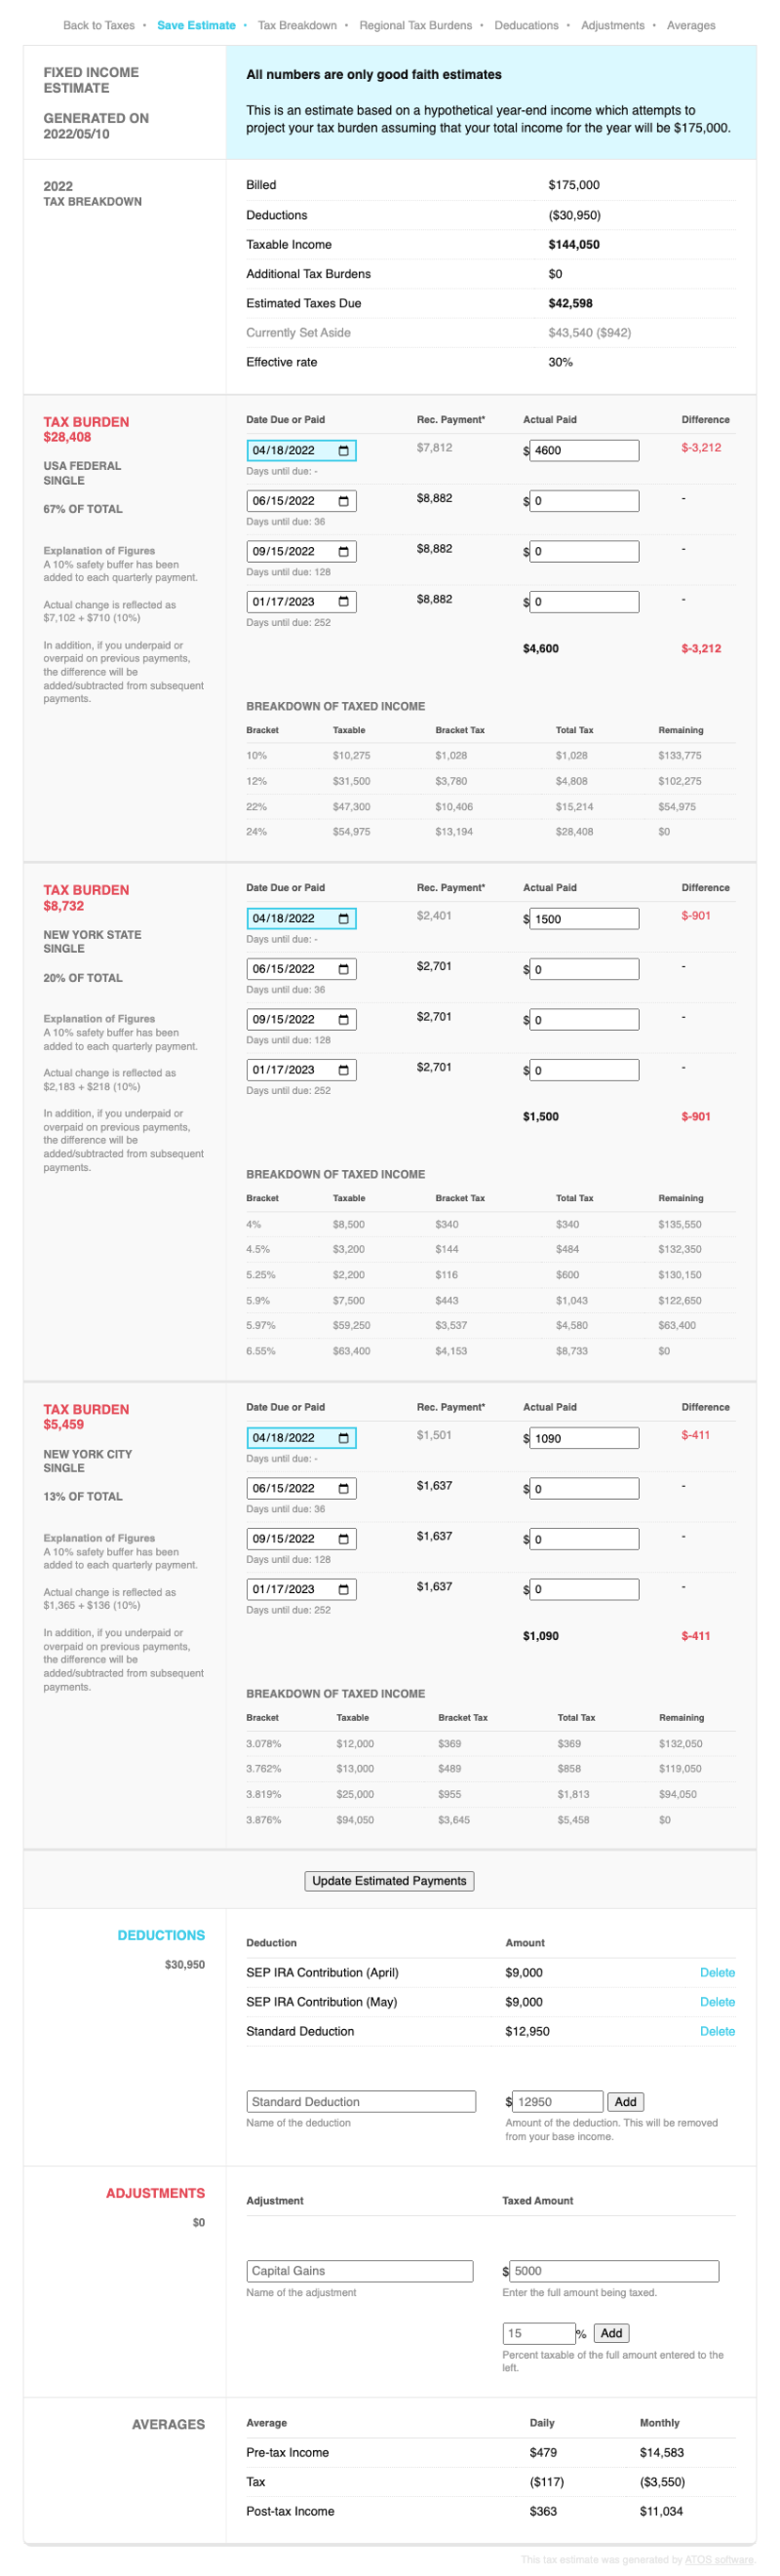 Back to Taxes • Save Estimate • Tax Breakdown • Regional Tax Burdens • Deducations • Adjustments • Averages
FIXED INCOME
ESTIMATE
GENERATED ON
2022/05/10
All numbers are only good faith estimates
This is an estimate based on a hypothetical year-end income which attempts to
project your tax burden assuming that your total income for the year will be $175,000.
2022
TAX BREAKDOWN
Billed $175,000
Deductions ($30,950)
Taxable Income $144,050
Additional Tax Burdens $0
Estimated Taxes Due $42,598
Currently Set Aside $43,540 ($942)
Effective rate 30%
TAX BURDEN
$28,408
USA FEDERAL
SINGLE
67% OF TOTAL
Explanation of Figures
A 10% safety buffer has been
added to each quarterly payment.
Actual change is reflected as
$7,102 + $710 (10%)
In addition, if you underpaid or
overpaid on previous payments,
the difference will be
added/subtracted from subsequent
payments.
Date Due or Paid Rec. Payment* Actual Paid Difference
04/18/2022 $7,812 $ 4600 $-3,212
Days until due: -
06/15/2022 $8,882 $ 0 -
Days until due: 36
09/15/2022 $8,882 $ 0 -
Days until due: 128
01/17/2023 $8,882 $ 0 -
Days until due: 252
$4,600 $-3,212
BREAKDOWN OF TAXED INCOME
Bracket Taxable Bracket Tax Total Tax Remaining
10% $10,275 $1,028 $1,028 $133,775
12% $31,500 $3,780 $4,808 $102,275
22% $47,300 $10,406 $15,214 $54,975
24% $54,975 $13,194 $28,408 $0
TAX BURDEN
$8,732
NEW YORK STATE
SINGLE
20% OF TOTAL
Explanation of Figures
A 10% safety buffer has been
added to each quarterly payment.
Actual change is reflected as
$2,183 + $218 (10%)
In addition, if you underpaid or
overpaid on previous payments,
the difference will be
added/subtracted from subsequent
payments.
Date Due or Paid Rec. Payment* Actual Paid Difference
04/18/2022 $2,401 $ 1500 $-901
Days until due: -
06/15/2022 $2,701 $ 0 -
Days until due: 36
09/15/2022 $2,701 $ 0 -
Days until due: 128
01/17/2023 $2,701 $ 0 -
Days until due: 252
$1,500 $-901
BREAKDOWN OF TAXED INCOME
Bracket Taxable Bracket Tax Total Tax Remaining
4% $8,500 $340 $340 $135,550
4.5% $3,200 $144 $484 $132,350
5.25% $2,200 $116 $600 $130,150
5.9% $7,500 $443 $1,043 $122,650
5.97% $59,250 $3,537 $4,580 $63,400
6.55% $63,400 $4,153 $8,733 $0
TAX BURDEN
$5,459
NEW YORK CITY
SINGLE
13% OF TOTAL
Explanation of Figures
A 10% safety buffer has been
added to each quarterly payment.
Actual change is reflected as
$1,365 + $136 (10%)
In addition, if you underpaid or
overpaid on previous payments,
the difference will be
added/subtracted from subsequent
payments.
Date Due or Paid Rec. Payment* Actual Paid Difference
04/18/2022 $1,501 $ 1090 $-411
Days until due: -
06/15/2022 $1,637 $ 0 -
Days until due: 36
09/15/2022 $1,637 $ 0 -
Days until due: 128
01/17/2023 $1,637 $ 0 -
Days until due: 252
$1,090 $-411
BREAKDOWN OF TAXED INCOME
Bracket Taxable Bracket Tax Total Tax Remaining
3.078% $12,000 $369 $369 $132,050
3.762% $13,000 $489 $858 $119,050
3.819% $25,000 $955 $1,813 $94,050
3.876% $94,050 $3,645 $5,458 $0
Update Estimated Payments
DEDUCTIONS
$30,950
Deduction Amount
SEP IRA Contribution (April) $9,000 Delete
SEP IRA Contribution (May) $9,000 Delete
Standard Deduction $12,950 Delete
Standard Deduction $ 12950 Add
Name of the deduction
Amount of the deduction. This will be removed
from your base income.
ADJUSTMENTS
$0
Adjustment Taxed Amount
Capital Gains $ 5000
Name of the adjustment Enter the full amount being taxed.
15 % Add
Percent taxable of the full amount entered to the
left.
AVERAGES
Average Daily Monthly
Pre-tax Income $479 $14,583
Tax ($117) ($3,550)
Post-tax Income $363 $11,034
This tax estimate was generated by ATOS software.